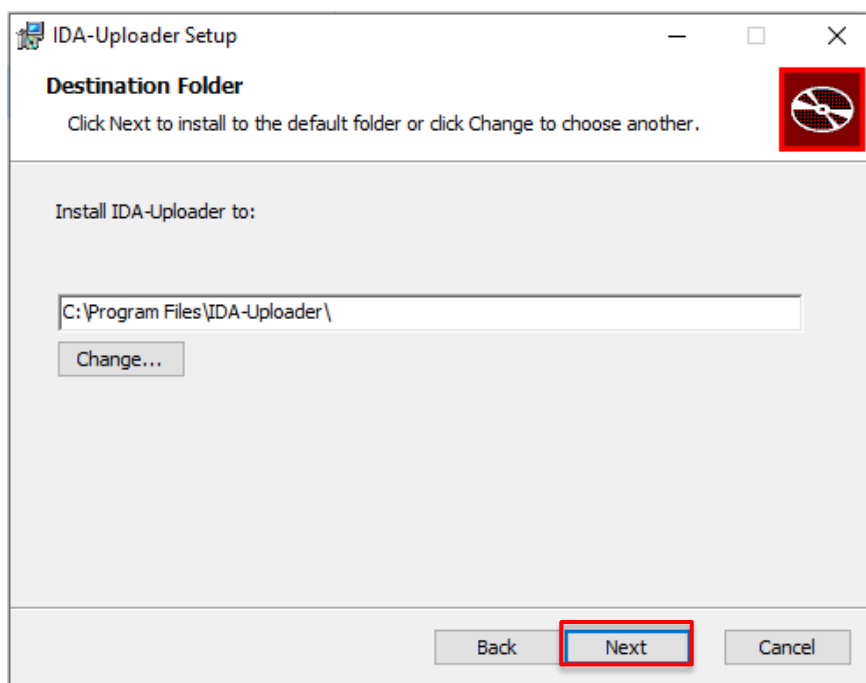 IDA-Uploader Setup
Destination Folder
Click Next to install to the default folder or click Change to choose another.
Install IDA-Uploader to:
C:\Program Files\IDA-Uploader\
Change...
Back Next Cancel